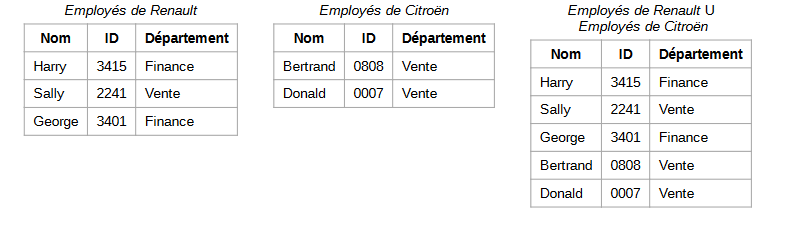 Employés de Renault
Nom ID Département
Harry 3415 Finance
Sally 2241 Vente
George 3401 Finance
Employés de Citroën
Nom ID Département
Bertrand 0808 Vente
Donald 0007 Vente
Employés de Renault U
Employés de Citroën
Nom ID Département
Harry 3415 Finance
Sally 2241 Vente
George 3401 Finance
Bertrand 0808 Vente
Donald 0007 Vente